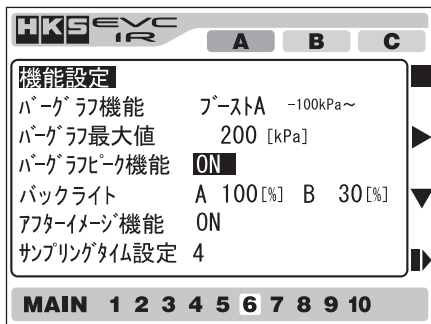 HKS EVC
IR
A B C
機能設定
バーグラフ機能 ブーストA -100kPa～
バーグラフ最大値 200 [kPa]
バーグラフピーク機能 ON
バックライト A 100[%] B 30[%]
アフターイメージ機能 ON
サンプリングタイム設定 4
MAIN 1 2 3 4 5 6 7 8 9 10